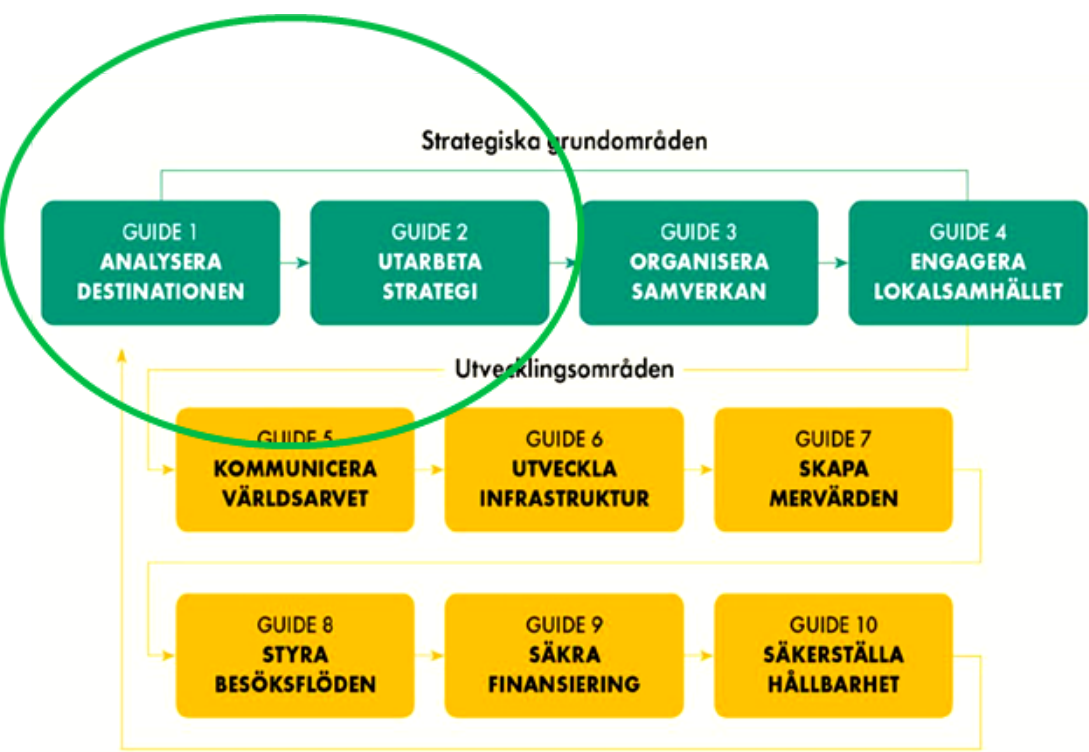 Strategiska grundområden
GUIDE 1
ANALYSERA
DESTINATIONEN
GUIDE 2
UTARBETA
STRATEGI
GUIDE 3
ORGANISERA
SAMVERKAN
GUIDE 4
ENGAGERA
LOKALSAMHÄLLET
Utvecklingsområden
GUIDE 5
KOMMUNICERA
VÄRLDSARVET
GUIDE 6
UTVECKLA
INFRASTRUKTUR
GUIDE 7
SKAPA
MERVÄRDEN
GUIDE 8
STYRA
BESÖKSFLÖDEN
GUIDE 9
SÄKRA
FINANSIERING
GUIDE 10
SÄKERSTÄLLA
HÅLLBARHET